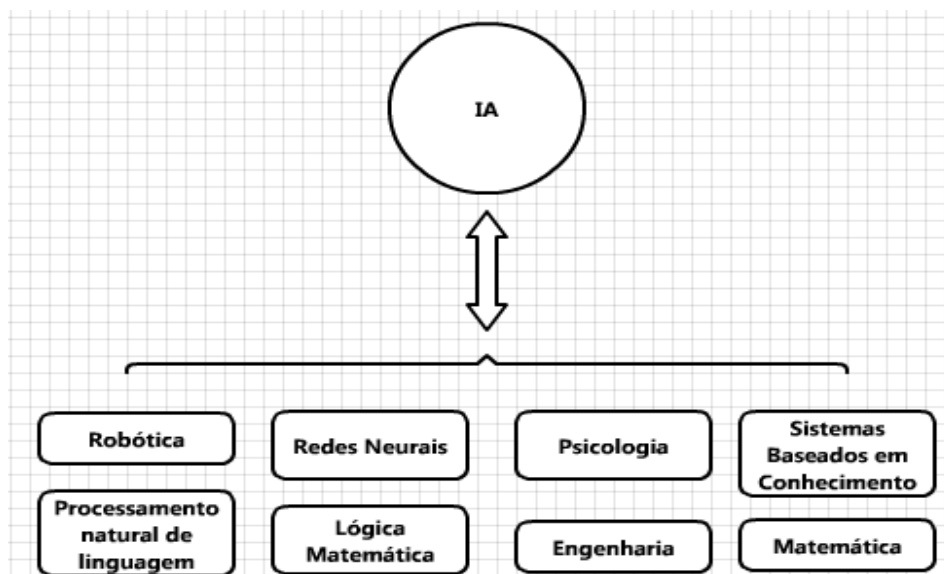 IA
Robótica
Redes Neurais
Psicologia
Sistemas
Baseados em
Conhecimento
Processamento
natural de
linguagem
Lógica
Matemática
Engenharia
Matemática